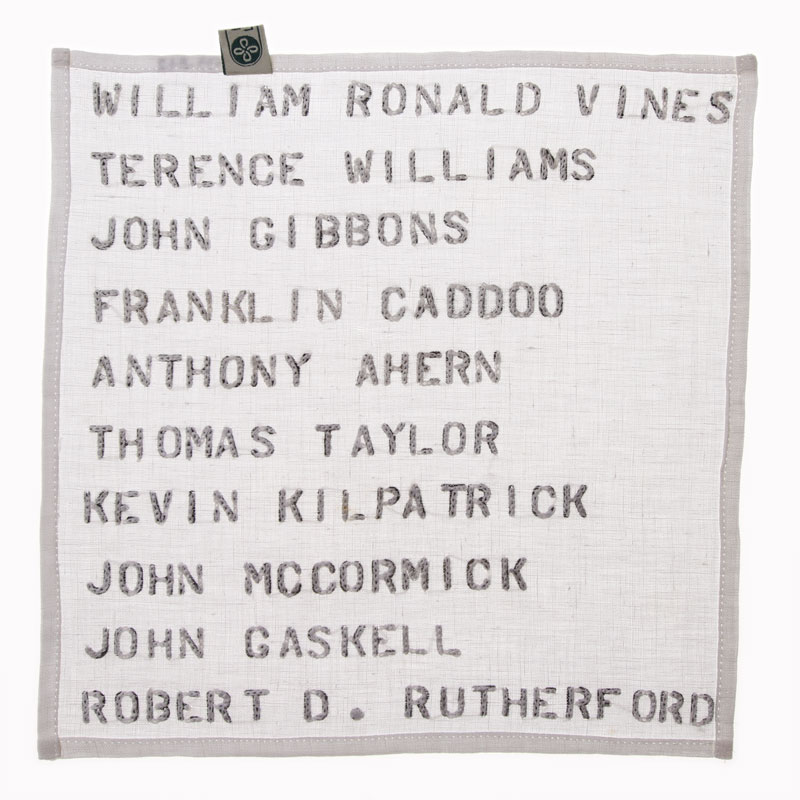 WILLIAM RONALD VINES
TERENCE WILLIAMS
JOHN GIBBONS
FRANKLIN CADDOO
ANTHONY AHERN
THOMAS TAYLOR
KEVIN KILPATRICK
JOHN MCCORMICK
JOHN GASKELL
ROBERT D. RUTHERFORD